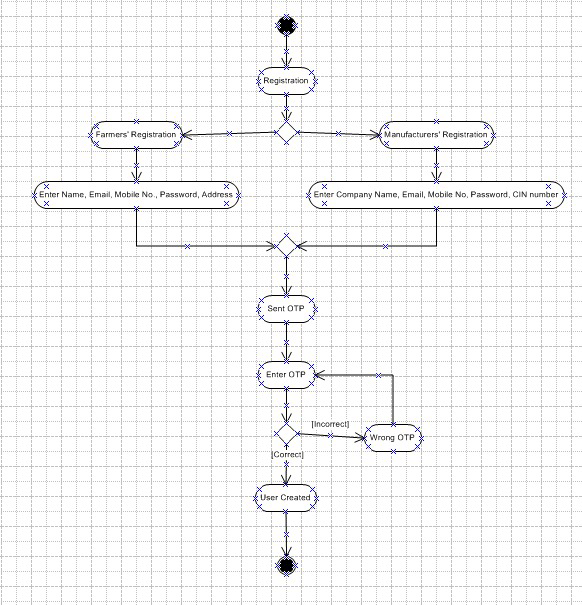 Registration
Farmers' Registration
Manufacturers' Registration
Enter Name, Email, Mobile No., Password, Address
Enter Company Name, Email, Mobile No, Password, CIN number
Sent OTP
Enter OTP
[Incorrect]
Wrong OTP
[Correct]
User Created